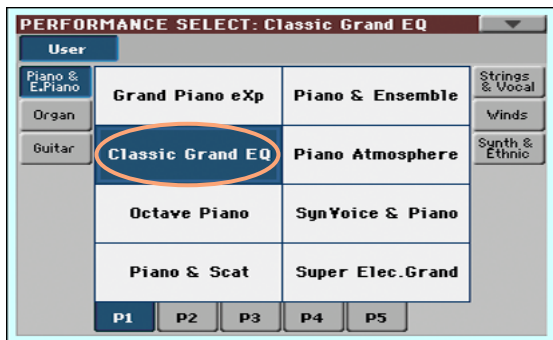 PERFORMANCE SELECT: Classic Grand EQ
User
Piano &
E.Piano
Organ
Guitar
Grand Piano eXp
Piano & Ensemble
Classic Grand EQ
Piano Atmosphere
Octave Piano
SynVoice & Piano
Piano & Scat
Super Elec.Grand
Strings
& Vocal
Winds
Synth &
Ethnic
P1 P2 P3 P4 P5